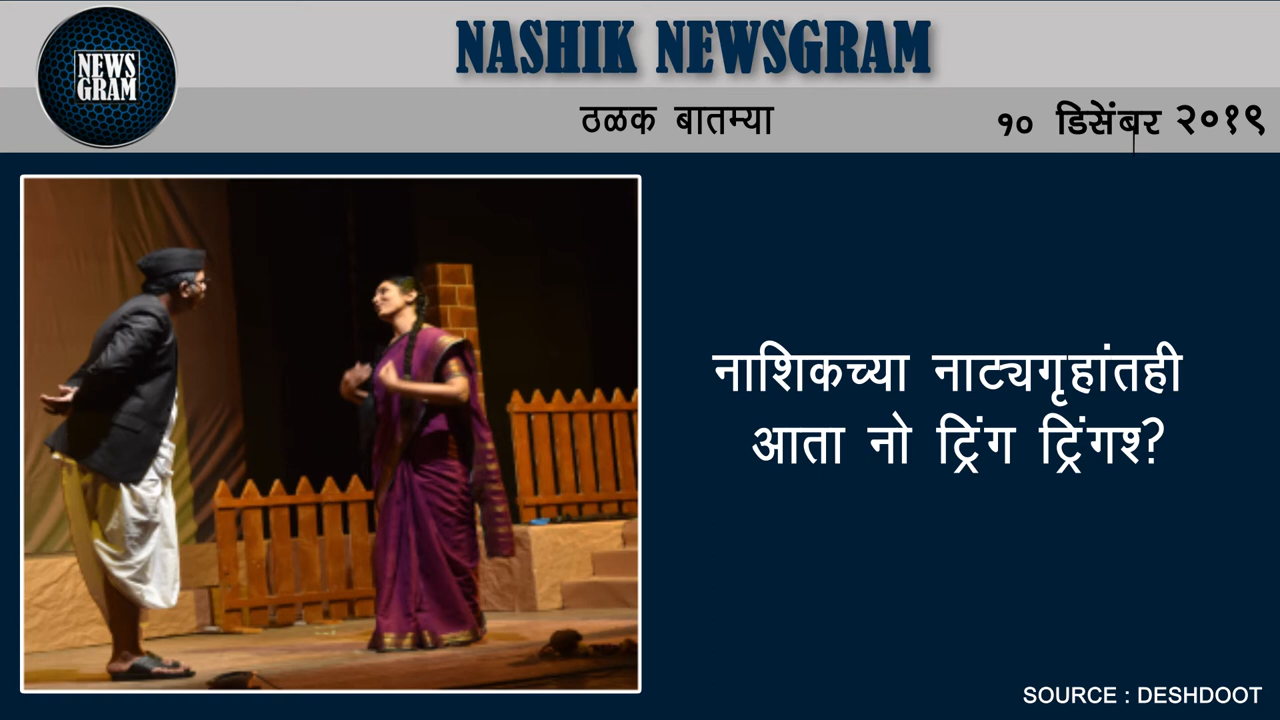 NEWS
GRAM
NASHIK NEWSGRAM
ठळक बातम्या
१० डिसेंबर २०१९
नाशिकच्या नाट्यगृहांतही
आता नो ट्रिंग ट्रिंगश्?
SOURCE : DESHDOOT